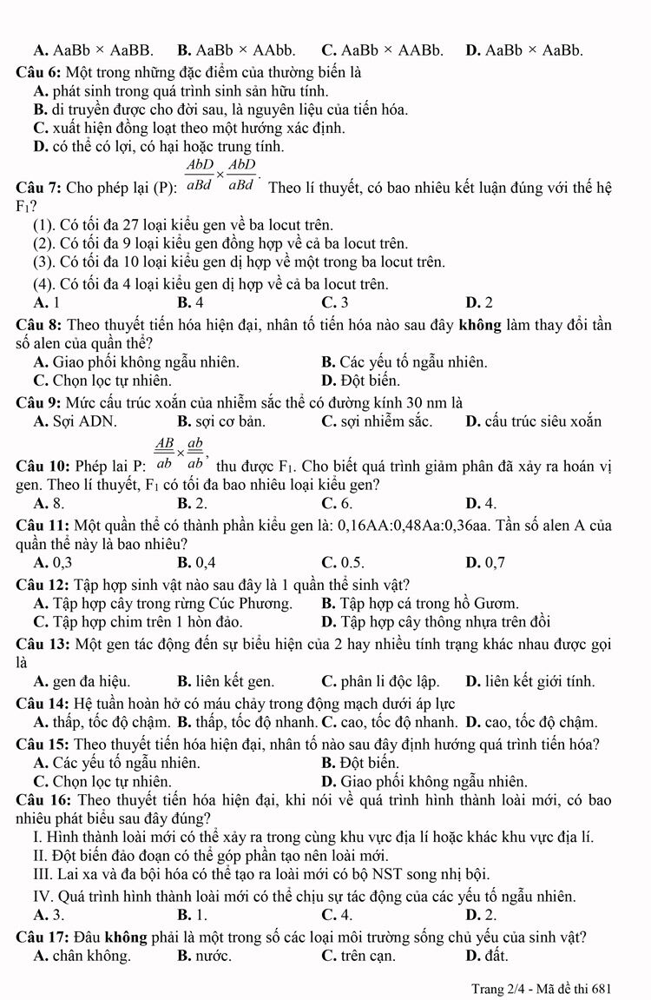 A. AaBb × AaBB. B. AaBb × AAbb. C. AaBb × AABb. D. AaBb × AaBb.
Câu 6: Một trong những đặc điểm của thường biến là
A. phát sinh trong quá trình sinh sản hữu tính.
B. di truyền được cho đời sau, là nguyên liệu của tiến hóa.
C. xuất hiện đồng loạt theo một hướng xác định.
D. có thể có lợi, có hại hoặc trung tính.
Câu 7: Cho phép lại (P): AbD/aBd × AbD/aBd. Theo lí thuyết, có bao nhiêu kết luận đúng với thế hệ
F₁?
(1). Có tối đa 27 loại kiểu gen về ba locut trên.
(2). Có tối đa 9 loại kiểu gen đồng hợp về cả ba locut trên.
(3). Có tối đa 10 loại kiểu gen dị hợp về một trong ba locut trên.
(4). Có tối đa 4 loại kiểu gen dị hợp về cả ba locut trên.
A. 1 B. 4 C. 3 D. 2
Câu 8: Theo thuyết tiến hóa hiện đại, nhân tố tiến hóa nào sau đây không làm thay đổi tần
số alen của quần thể?
A. Giao phối không ngẫu nhiên. B. Các yếu tố ngẫu nhiên.
C. Chọn lọc tự nhiên. D. Đột biến.
Câu 9: Mức cấu trúc xoắn của nhiễm sắc thể có đường kính 30 nm là
A. Sợi ADN. B. sợi cơ bản. C. sợi nhiễm sắc. D. cấu trúc siêu xoắn
Câu 10: Phép lai P: AB/ab × ab/ab, thu được F₁. Cho biết quá trình giảm phân đã xảy ra hoán vị
gen. Theo lí thuyết, F₁ có tối đa bao nhiêu loại kiểu gen?
A. 8. B. 2. C. 6. D. 4.
Câu 11: Một quần thể có thành phần kiểu gen là: 0,16AA:0,48Aa:0,36aa. Tần số alen A của
quần thể này là bao nhiêu?
A. 0,3 B. 0,4 C. 0.5. D. 0,7
Câu 12: Tập hợp sinh vật nào sau đây là 1 quần thể sinh vật?
A. Tập hợp cây trong rừng Cúc Phương. B. Tập hợp cá trong hồ Gươm.
C. Tập hợp chim trên 1 hòn đảo. D. Tập hợp cây thông nhựa trên đồi
Câu 13: Một gen tác động đến sự biểu hiện của 2 hay nhiều tính trạng khác nhau được gọi
là
A. gen đa hiệu. B. liên kết gen. C. phân li độc lập. D. liên kết giới tính.
Câu 14: Hệ tuần hoàn hở có máu chảy trong động mạch dưới áp lực
A. thấp, tốc độ chậm. B. thấp, tốc độ nhanh. C. cao, tốc độ nhanh. D. cao, tốc độ chậm.
Câu 15: Theo thuyết tiến hóa hiện đại, nhân tố nào sau đây định hướng quá trình tiến hóa?
A. Các yếu tố ngẫu nhiên. B. Đột biến.
C. Chọn lọc tự nhiên. D. Giao phối không ngẫu nhiên.
Câu 16: Theo thuyết tiến hóa hiện đại, khi nói về quá trình hình thành loài mới, có bao
nhiêu phát biểu sau đây đúng?
I. Hình thành loài mới có thể xảy ra trong cùng khu vực địa lí hoặc khác khu vực địa lí.
II. Đột biến đảo đoạn có thể góp phần tạo nên loài mới.
III. Lai xa và đa bội hóa có thể tạo ra loài mới có bộ NST song nhị bội.
IV. Quá trình hình thành loài mới có thể chịu sự tác động của các yếu tố ngẫu nhiên.
A. 3. B. 1. C. 4. D. 2.
Câu 17: Đâu không phải là một trong số các loại môi trường sống chủ yếu của sinh vật?
A. chân không. B. nước. C. trên cạn. D. đất.
Trang 2/4 - Mã đề thi 681